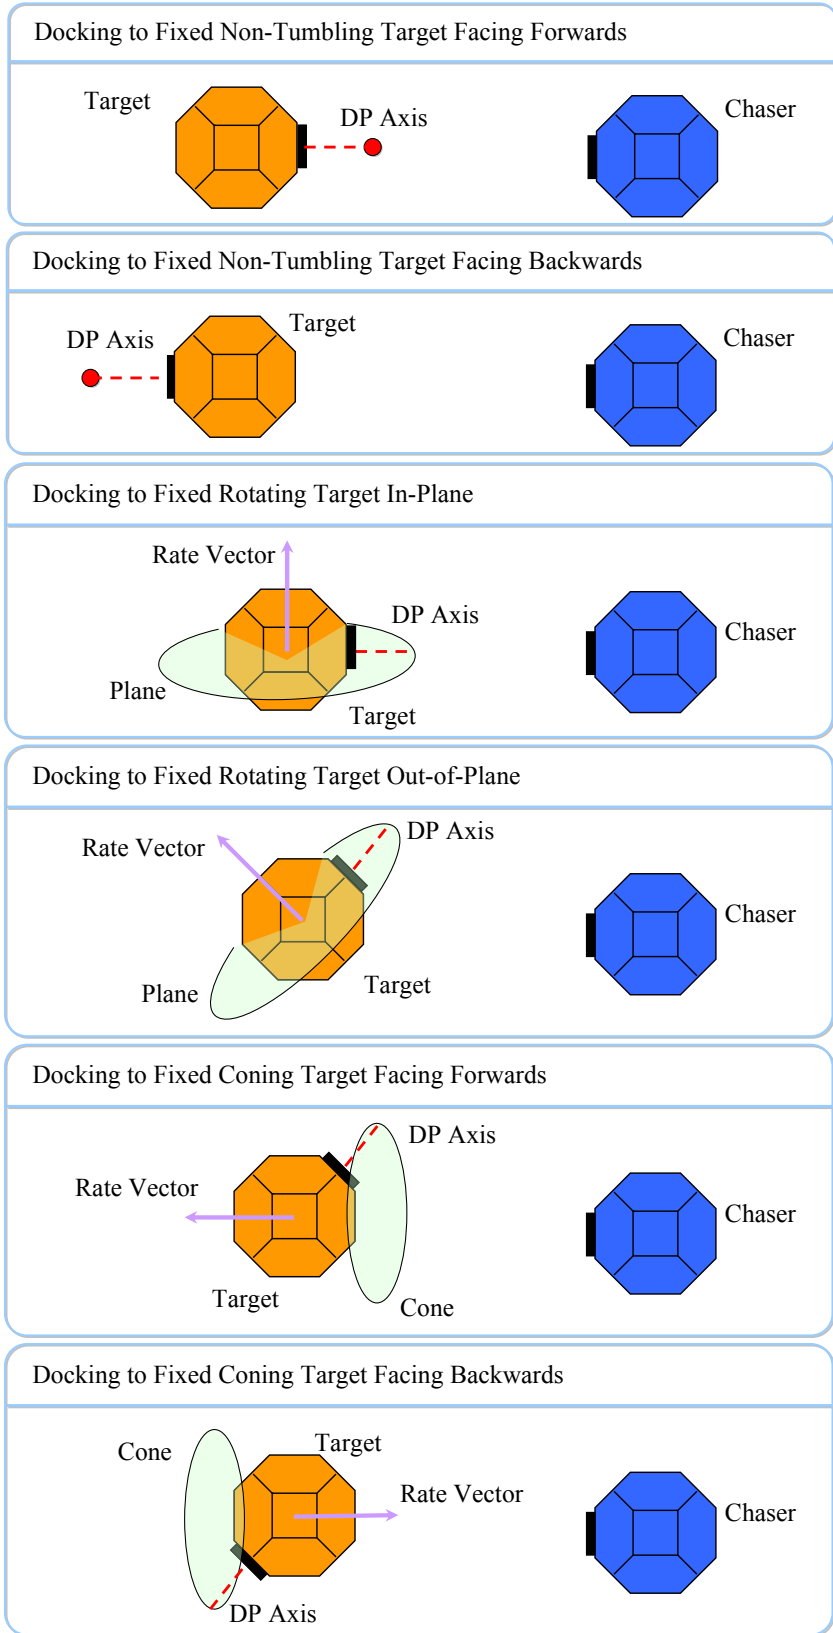 Docking to Fixed Non-Tumbling Target Facing Forwards
Target
DP Axis
Chaser
Docking to Fixed Non-Tumbling Target Facing Backwards
DP Axis
Target
Chaser
Docking to Fixed Rotating Target In-Plane
Rate Vector
DP Axis
Chaser
Plane
Target
Docking to Fixed Rotating Target Out-of-Plane
DP Axis
Rate Vector
Chaser
Target
Plane
Docking to Fixed Coning Target Facing Forwards
DP Axis
Rate Vector
Chaser
Target
Cone
Docking to Fixed Coning Target Facing Backwards
Cone
Target
Rate Vector
Chaser
DP Axis